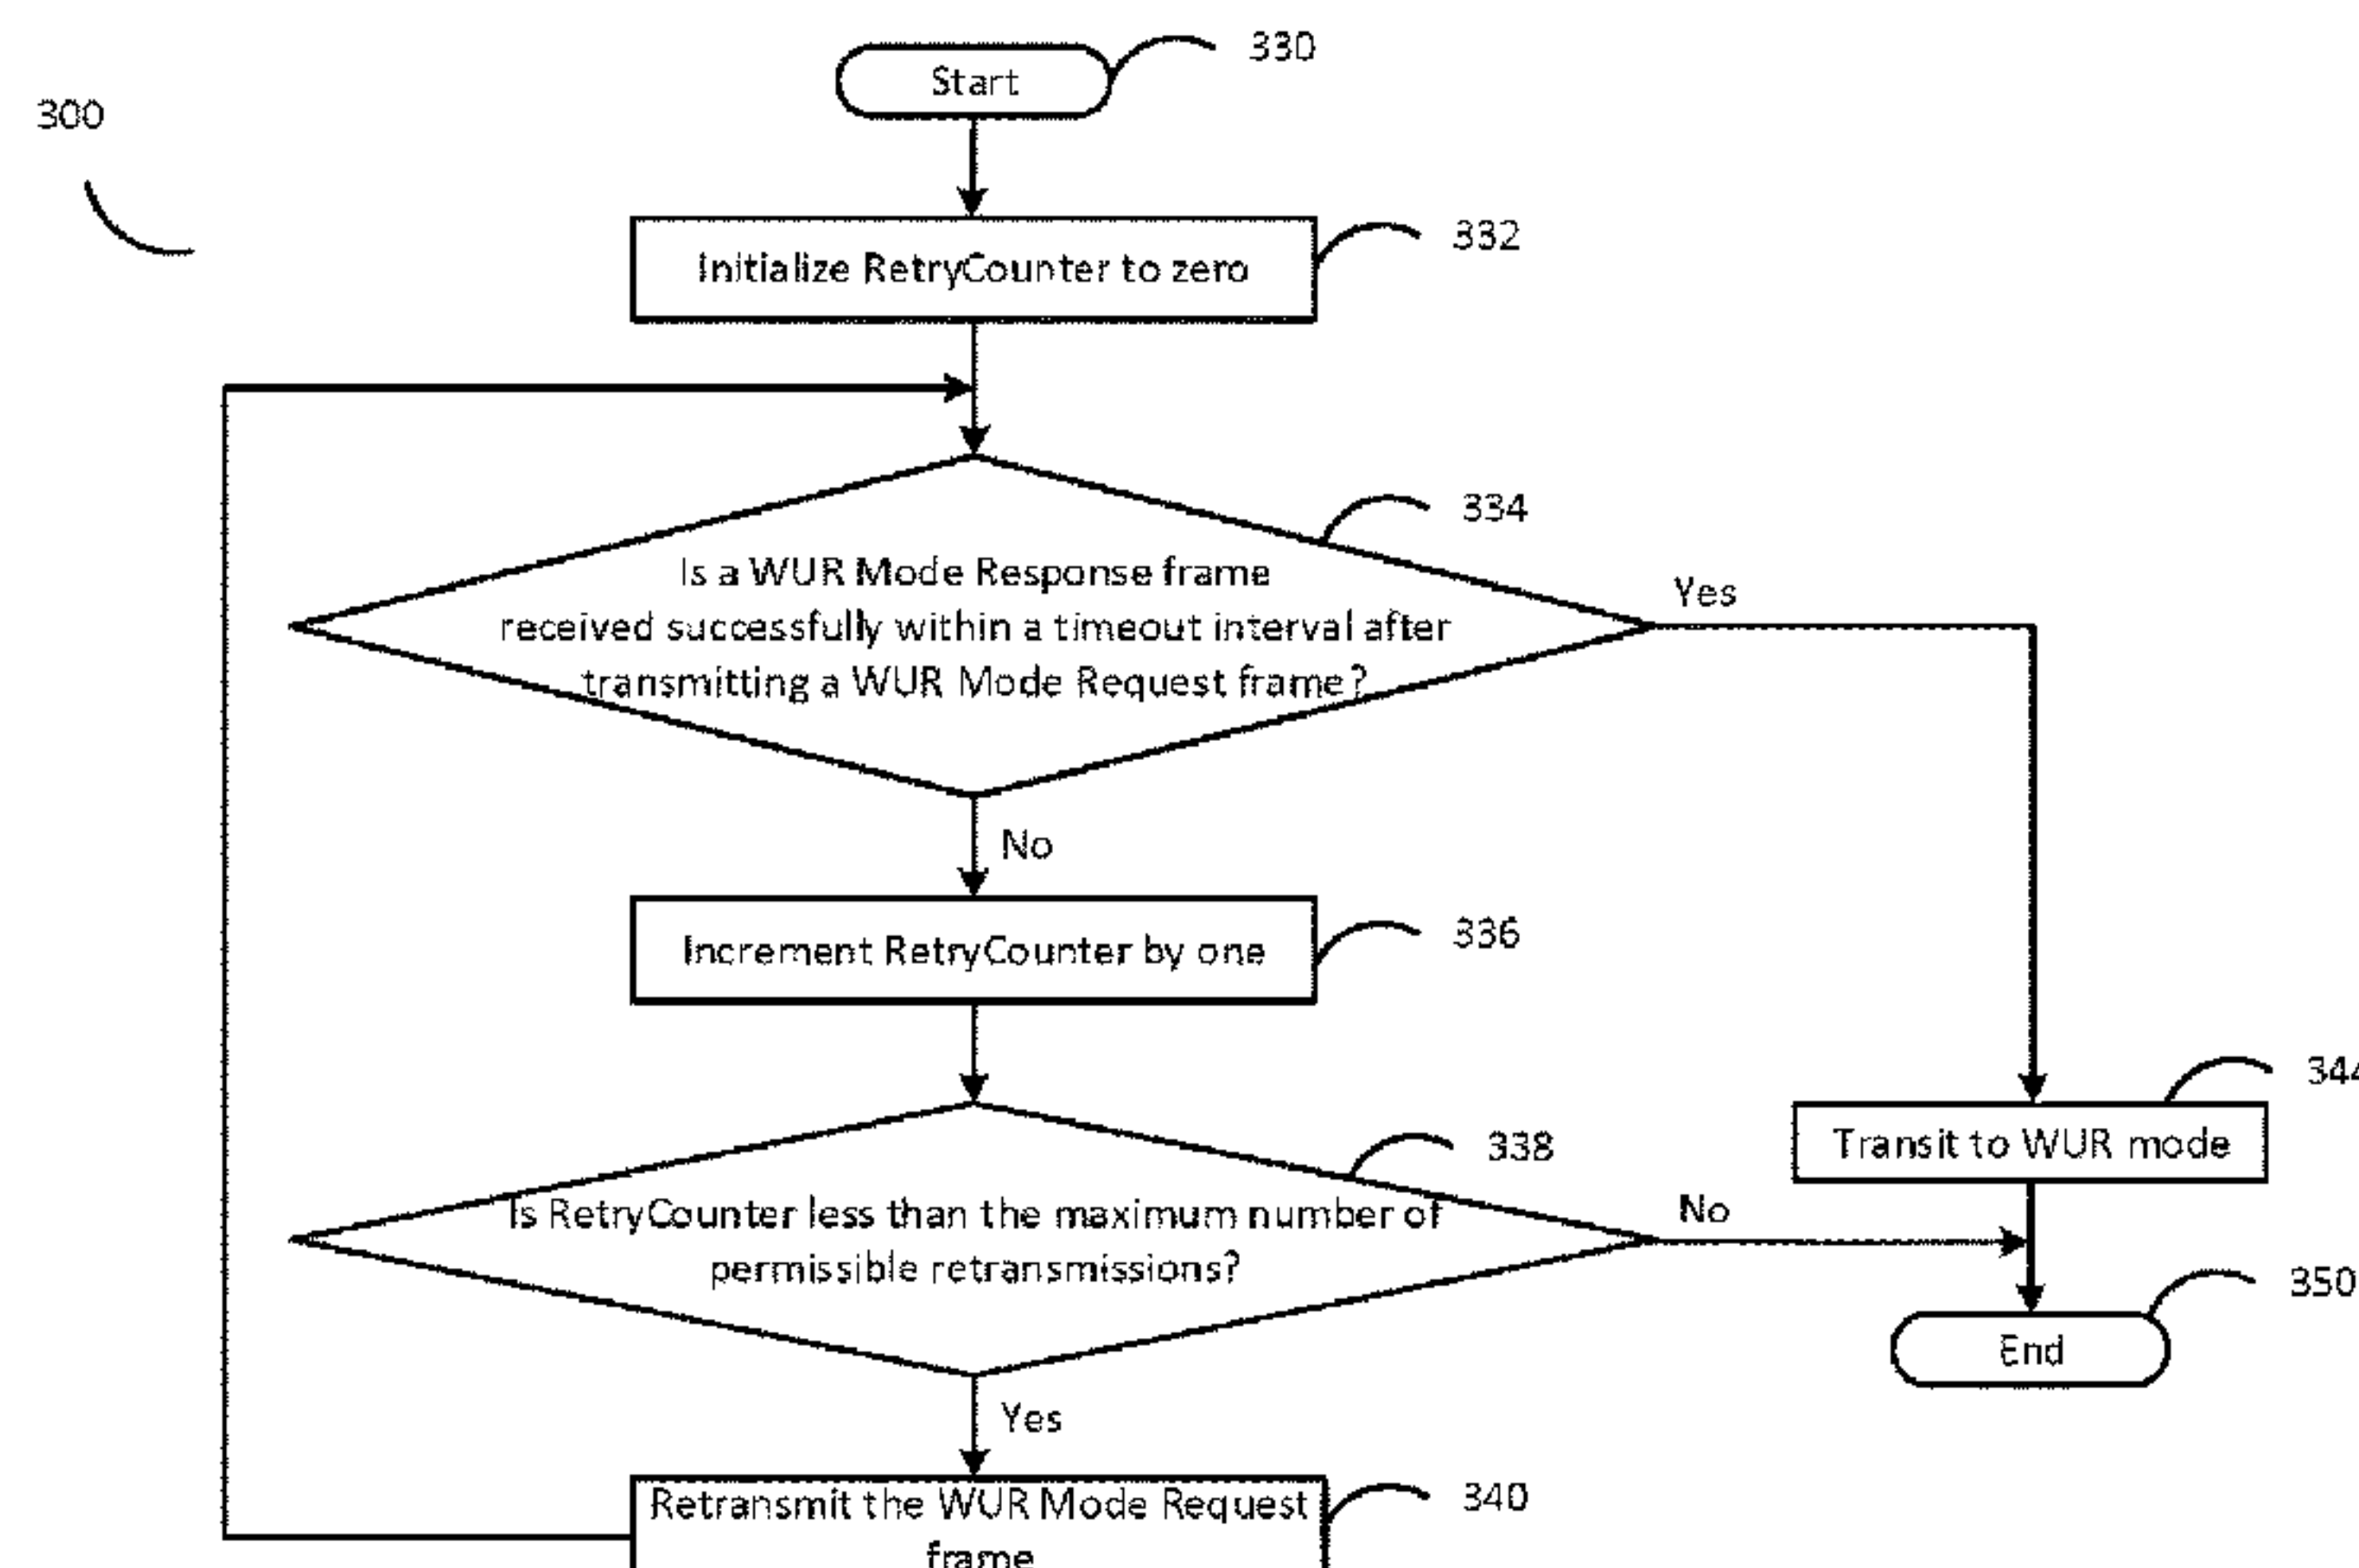 330
Start
300
332
Initialize RetryCounter to zero
334
Is a WUR Mode Response frame
received successfully within a timeout interval after
transmitting a WUR Mode Request frame?
Yes
No
Increment RetryCounter by one
336
344
Transit to WUR mode
338
Is RetryCounter less than the maximum number of
permissible retransmissions?
No
350
End
Yes
Retransmit the WUR Mode Request
frame
340